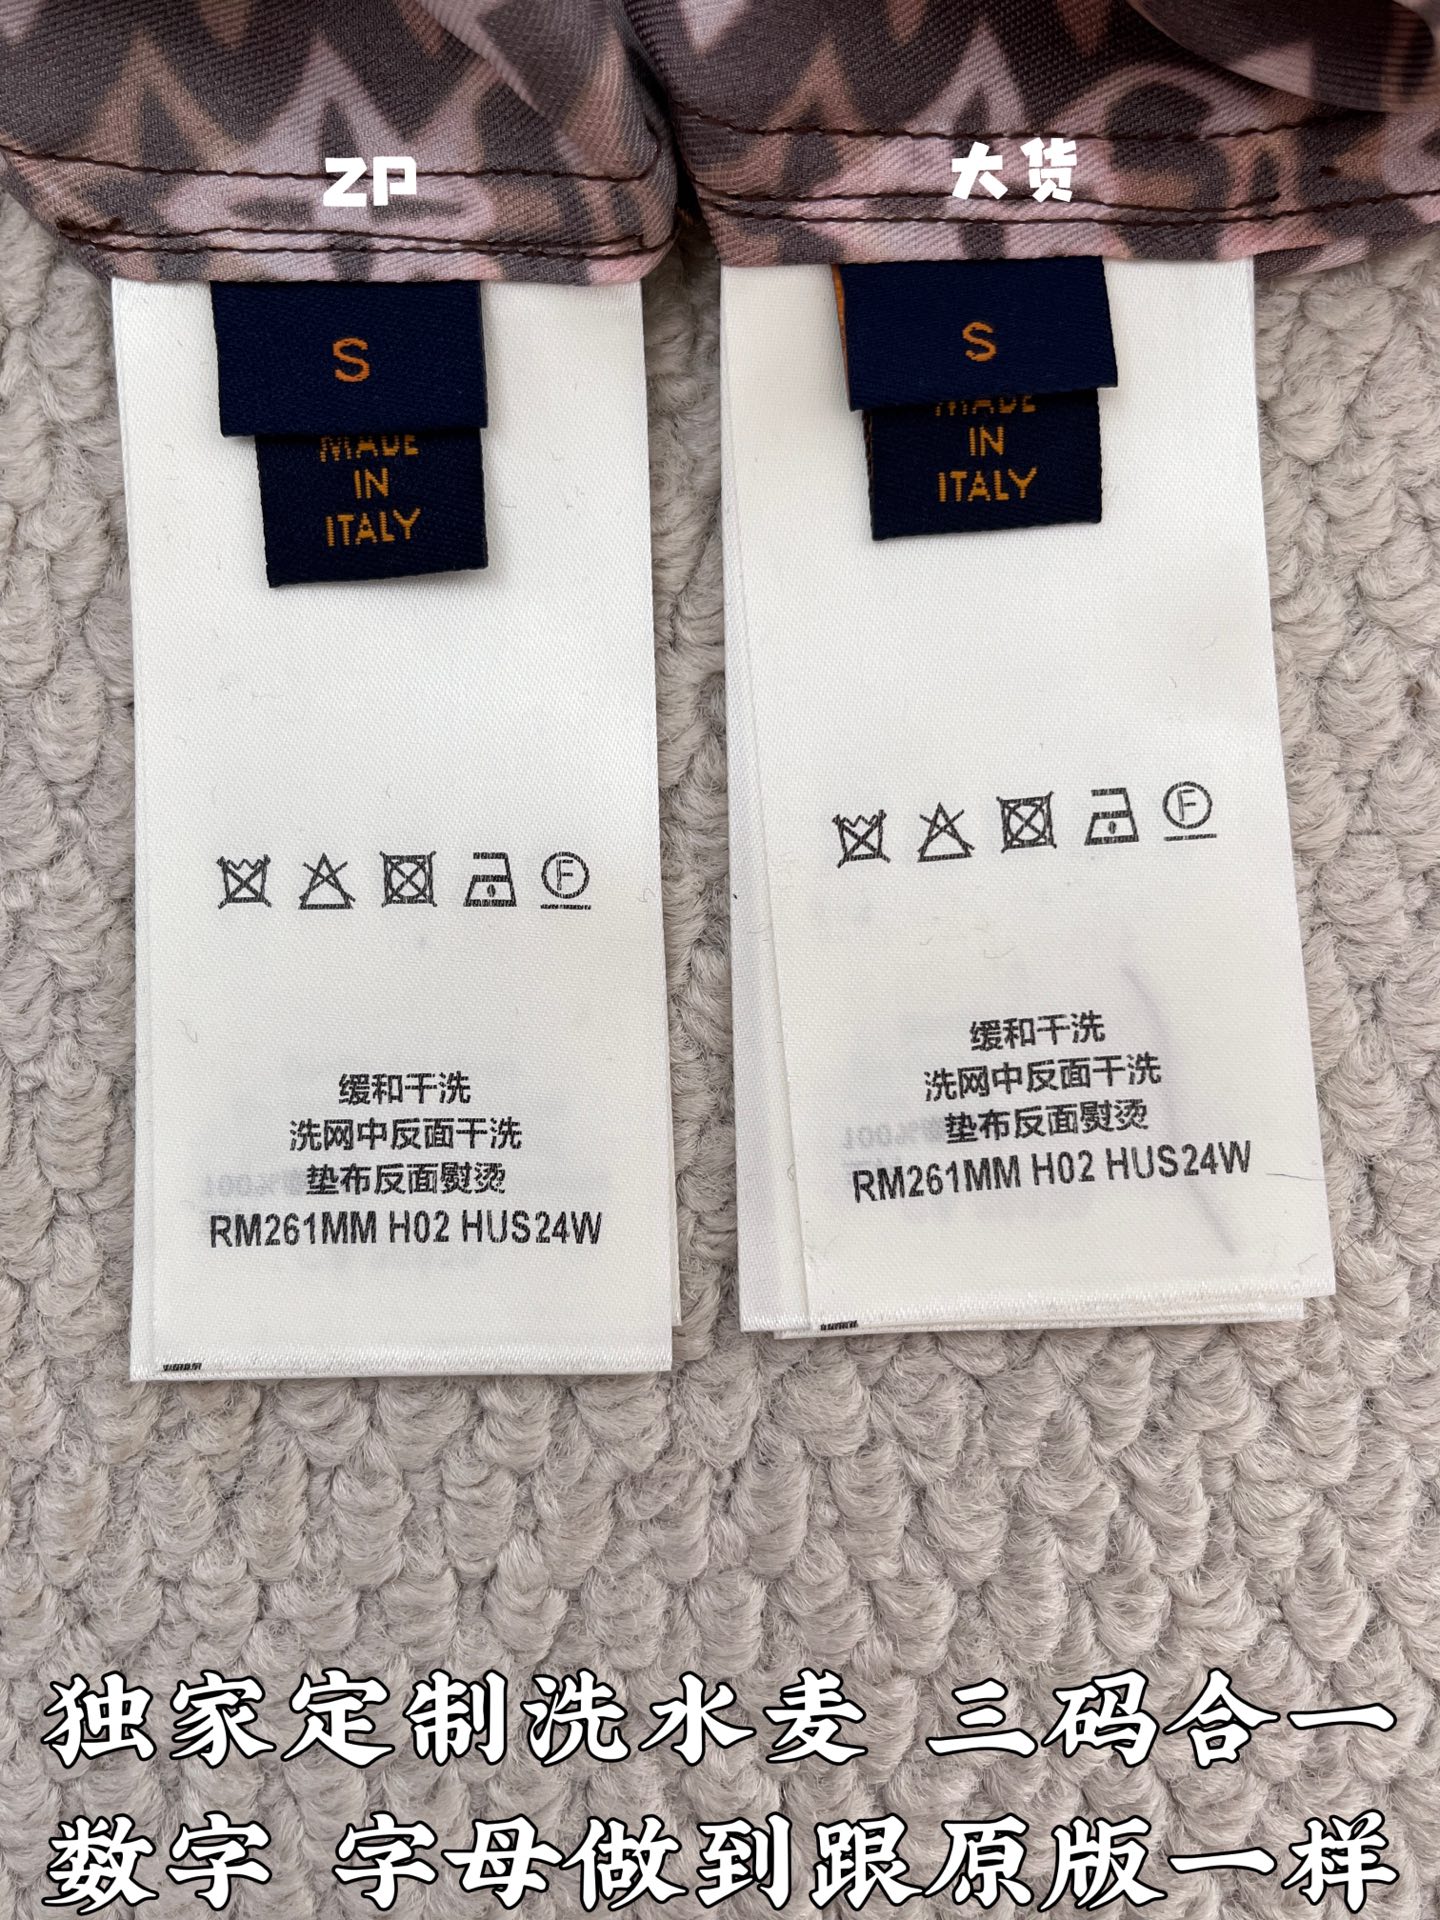 ZP
大货
S
MADE
IN
ITALY
S
MADE
IN
ITALY
F
F
缓和干洗
洗网中反面干洗
垫布反面熨烫
RM261MM H02 HUS24W
缓和干洗
洗网中反面干洗
垫布反面熨烫
RM261MM H02 HUS24W
独家定制洗水麦 三码合一
数字 字母做到跟原版一样